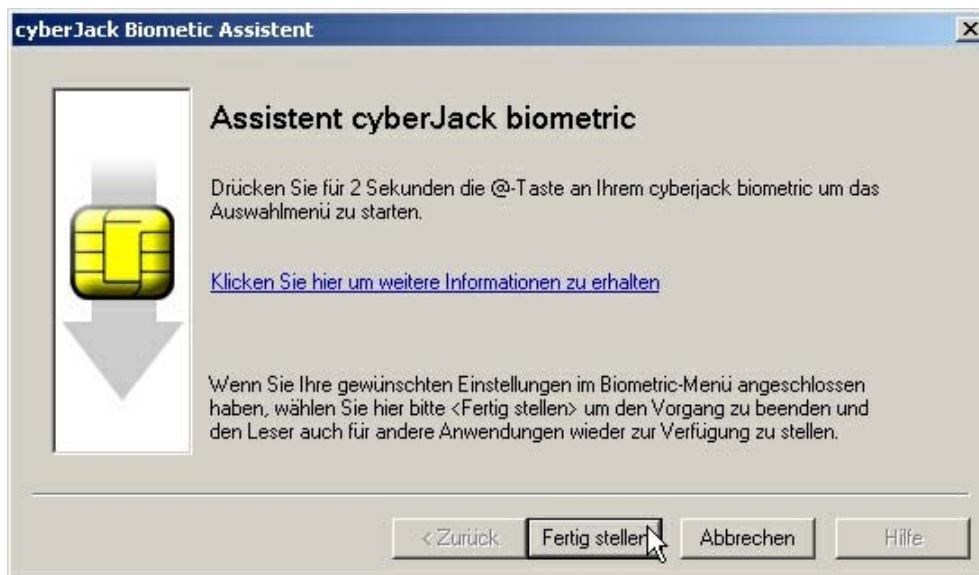 cyberJack Biometic Assistent
Assistent cyberJack biometric
Drücken Sie für 2 Sekunden die @-Taste an Ihrem cyberjack biometric um das
Auswahlmenü zu starten.
Klicken Sie hier um weitere Informationen zu erhalten
Wenn Sie Ihre gewünschten Einstellungen im Biometric-Menü angeschlossen
haben, wählen Sie hier bitte <Fertig stellen> um den Vorgang zu beenden und
den Leser auch für andere Anwendungen wieder zur Verfügung zu stellen.
< Zurück
Fertig stellen
Abbrechen
Hilfe